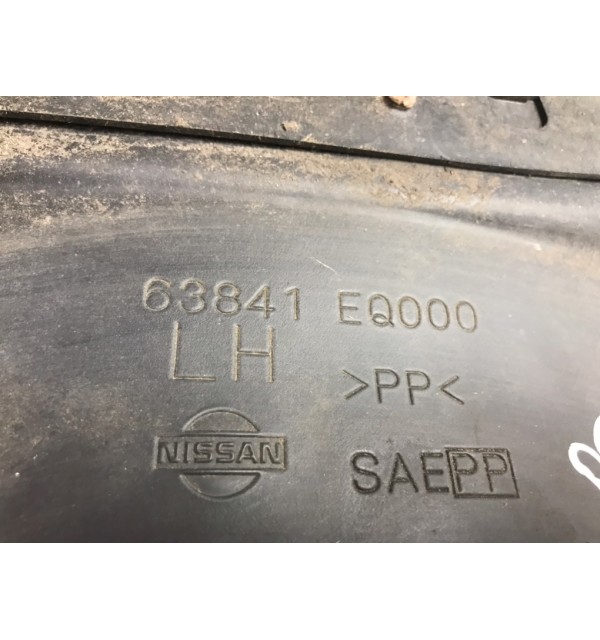 63841 EQ000
LH >PP<
NISSAN SAEPP